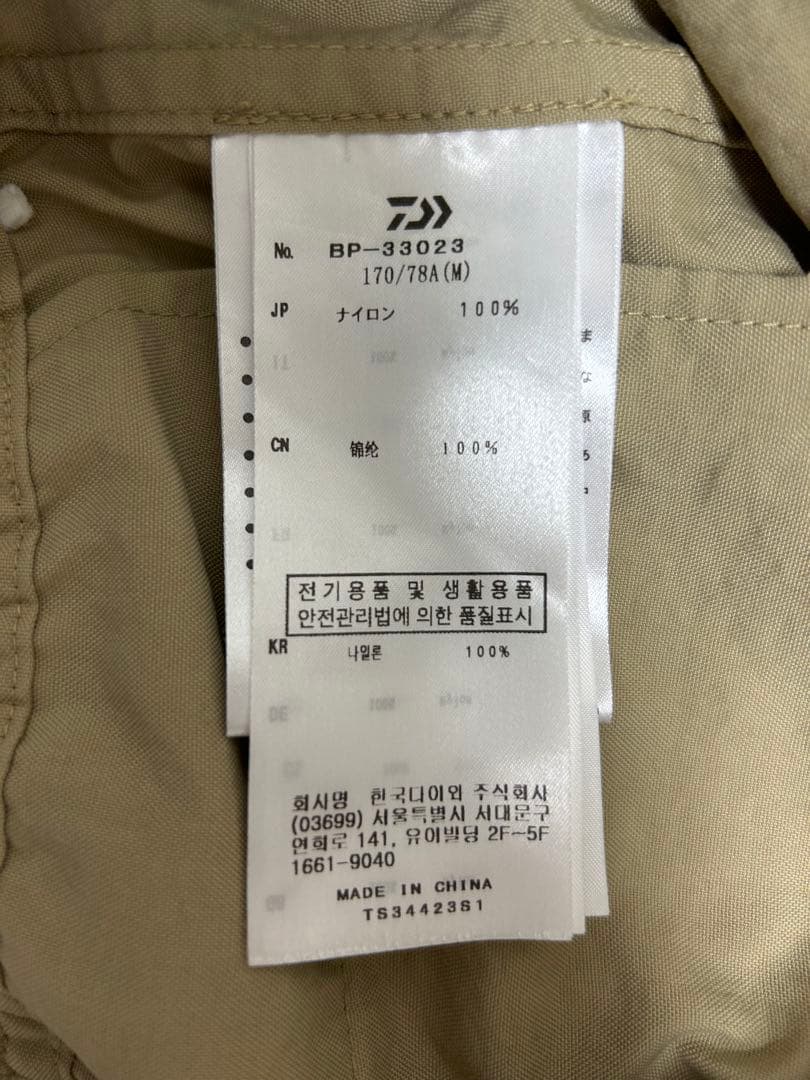 No. BP-33023
170/78A(M)
JP ナイロン 100%
CN 锦纶 100%
전기용품 및 생활용품
안전관리법에 의한 품질표시
KR 나일론 100%
회사명 한국다이와 주식회사
(03699) 서울특별시 서대문구
연희로 141, 유이빌딩 2F~5F
1661-9040
MADE IN CHINA
TS34423S1
ま
な
原